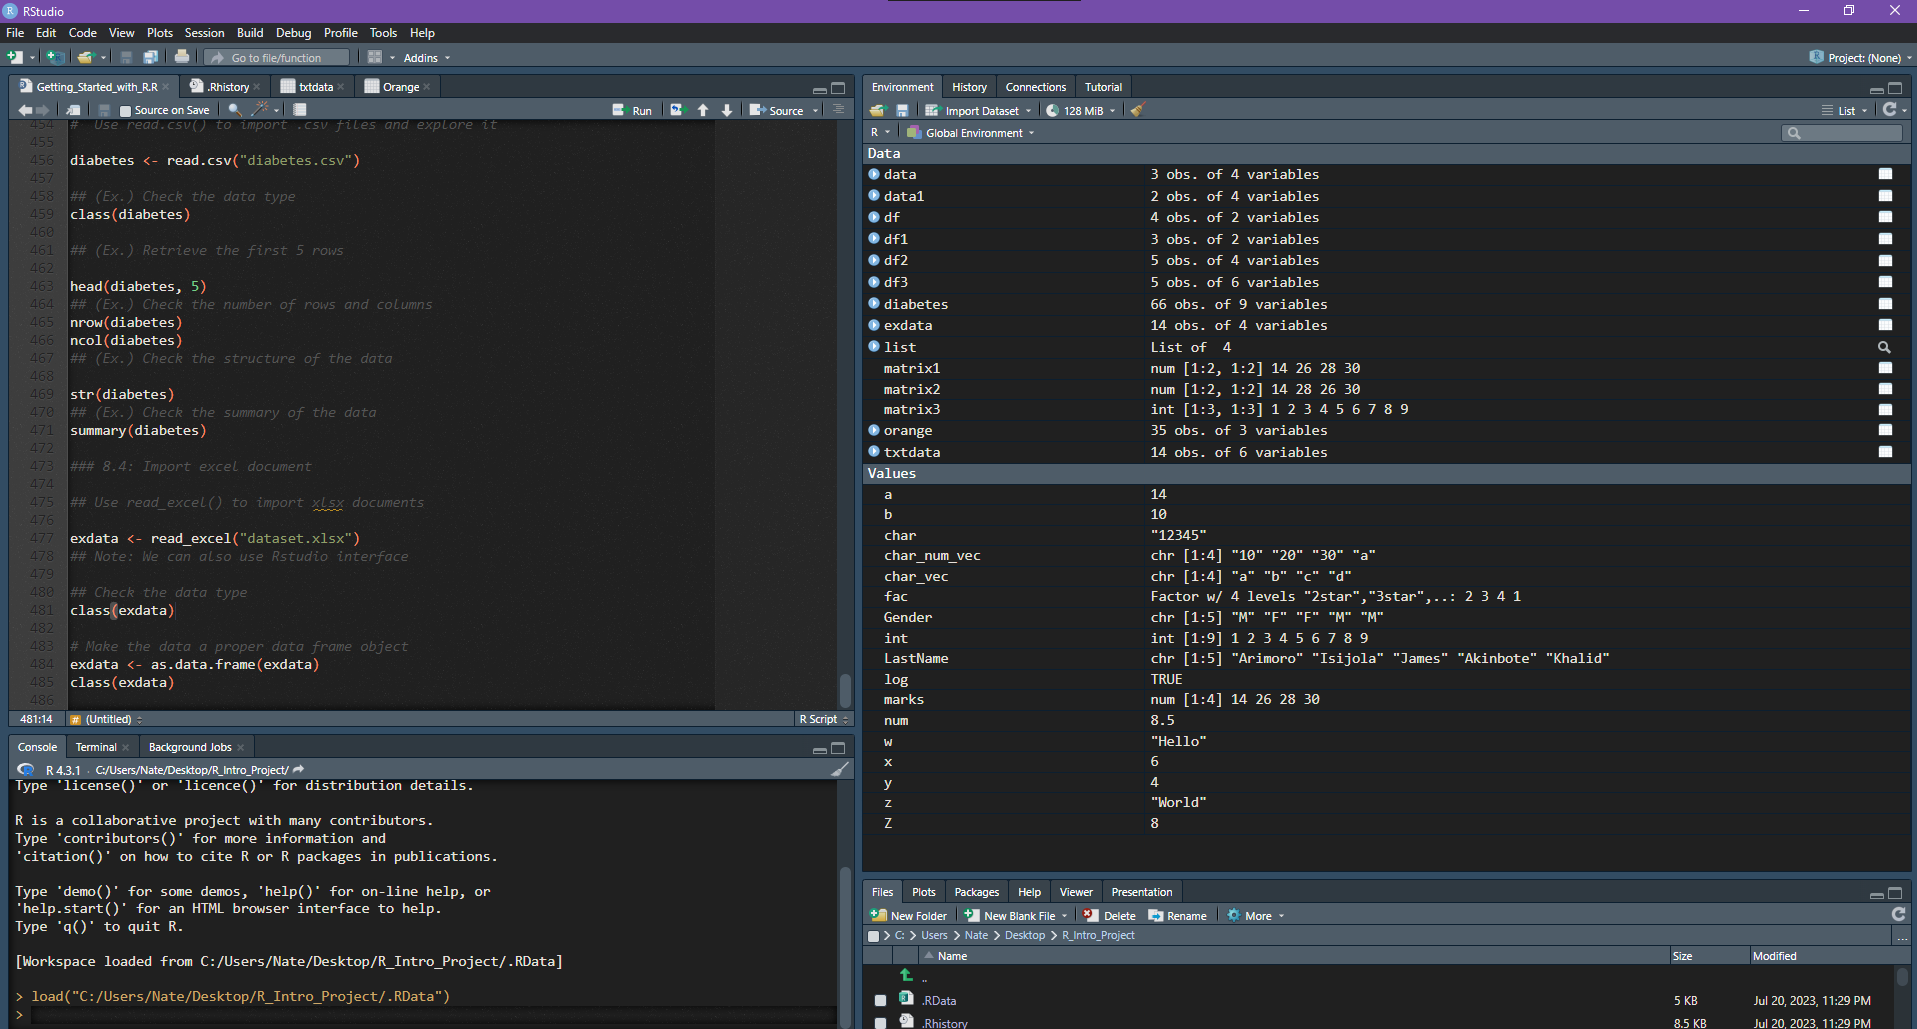 RStudio
File Edit Code View Plots Session Build Debug Profile Tools Help
Go to file/function Addins Project: (None)
Getting_Started_with_R.R .Rhistory txtdata Orange
Source on Save Run Source
454 # Use read.csv() to import .csv files and explore it
455
456 diabetes <- read.csv("diabetes.csv")
457
458 ## (Ex.) Check the data type
459 class(diabetes)
460
461 ## (Ex.) Retrieve the first 5 rows
462
463 head(diabetes, 5)
464 ## (Ex.) Check the number of rows and columns
465 nrow(diabetes)
466 ncol(diabetes)
467 ## (Ex.) Check the structure of the data
468
469 str(diabetes)
470 ## (Ex.) Check the summary of the data
471 summary(diabetes)
472
473 ### 8.4: Import excel document
474
475 ## Use read_excel() to import xlsx documents
476
477 exdata <- read_excel("dataset.xlsx")
478 ## Note: We can also use Rstudio interface
479
480 ## Check the data type
481 class(exdata)
482
483 # Make the data a proper data frame object
484 exdata <- as.data.frame(exdata)
485 class(exdata)
486
481:14 # (Untitled) R Script
Console Terminal Background Jobs
R 4.3.1 · C:/Users/Nate/Desktop/R_Intro_Project/
Type 'license()' or 'licence()' for distribution details.
R is a collaborative project with many contributors.
Type 'contributors()' for more information and
'citation()' on how to cite R or R packages in publications.
Type 'demo()' for some demos, 'help()' for on-line help, or
'help.start()' for an HTML browser interface to help.
Type 'q()' to quit R.
[Workspace loaded from C:/Users/Nate/Desktop/R_Intro_Project/.RData]
> load("C:/Users/Nate/Desktop/R_Intro_Project/.RData")
>
Environment History Connections Tutorial
Import Dataset 128 MiB List
R Global Environment
Data
data 3 obs. of 4 variables
data1 2 obs. of 4 variables
df 4 obs. of 2 variables
df1 3 obs. of 2 variables
df2 5 obs. of 4 variables
df3 5 obs. of 6 variables
diabetes 66 obs. of 9 variables
exdata 14 obs. of 4 variables
list List of 4
matrix1 num [1:2, 1:2] 14 26 28 30
matrix2 num [1:2, 1:2] 14 28 26 30
matrix3 int [1:3, 1:3] 1 2 3 4 5 6 7 8 9
orange 35 obs. of 3 variables
txtdata 14 obs. of 6 variables
Values
a 14
b 10
char "12345"
char_num_vec chr [1:4] "10" "20" "30" "a"
char_vec chr [1:4] "a" "b" "c" "d"
fac Factor w/ 4 levels "2star","3star",..: 2 3 4 1
Gender chr [1:5] "M" "F" "F" "M" "M"
int int [1:9] 1 2 3 4 5 6 7 8 9
LastName chr [1:5] "Arimoro" "Isijola" "James" "Akinbote" "Khalid"
log TRUE
marks num [1:4] 14 26 28 30
num 8.5
w "Hello"
x 6
y 4
z "World"
Z 8
Files Plots Packages Help Viewer Presentation
New Folder New Blank File Delete Rename More
C: Users Nate Desktop R_Intro_Project ...
Name Size Modified
..
.RData 5 KB Jul 20, 2023, 11:29 PM
.Rhistory 8.5 KB Jul 20, 2023, 11:29 PM